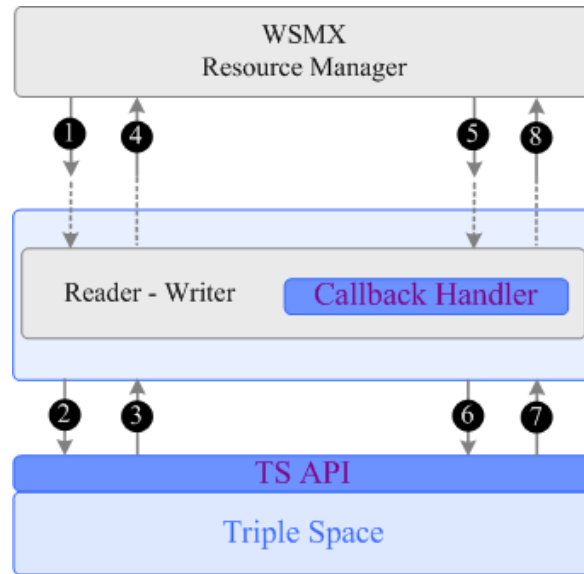 WSMX
Resource Manager
1 4 5 8
Reader - Writer Callback Handler
2 3 6 7
TS API
Triple Space